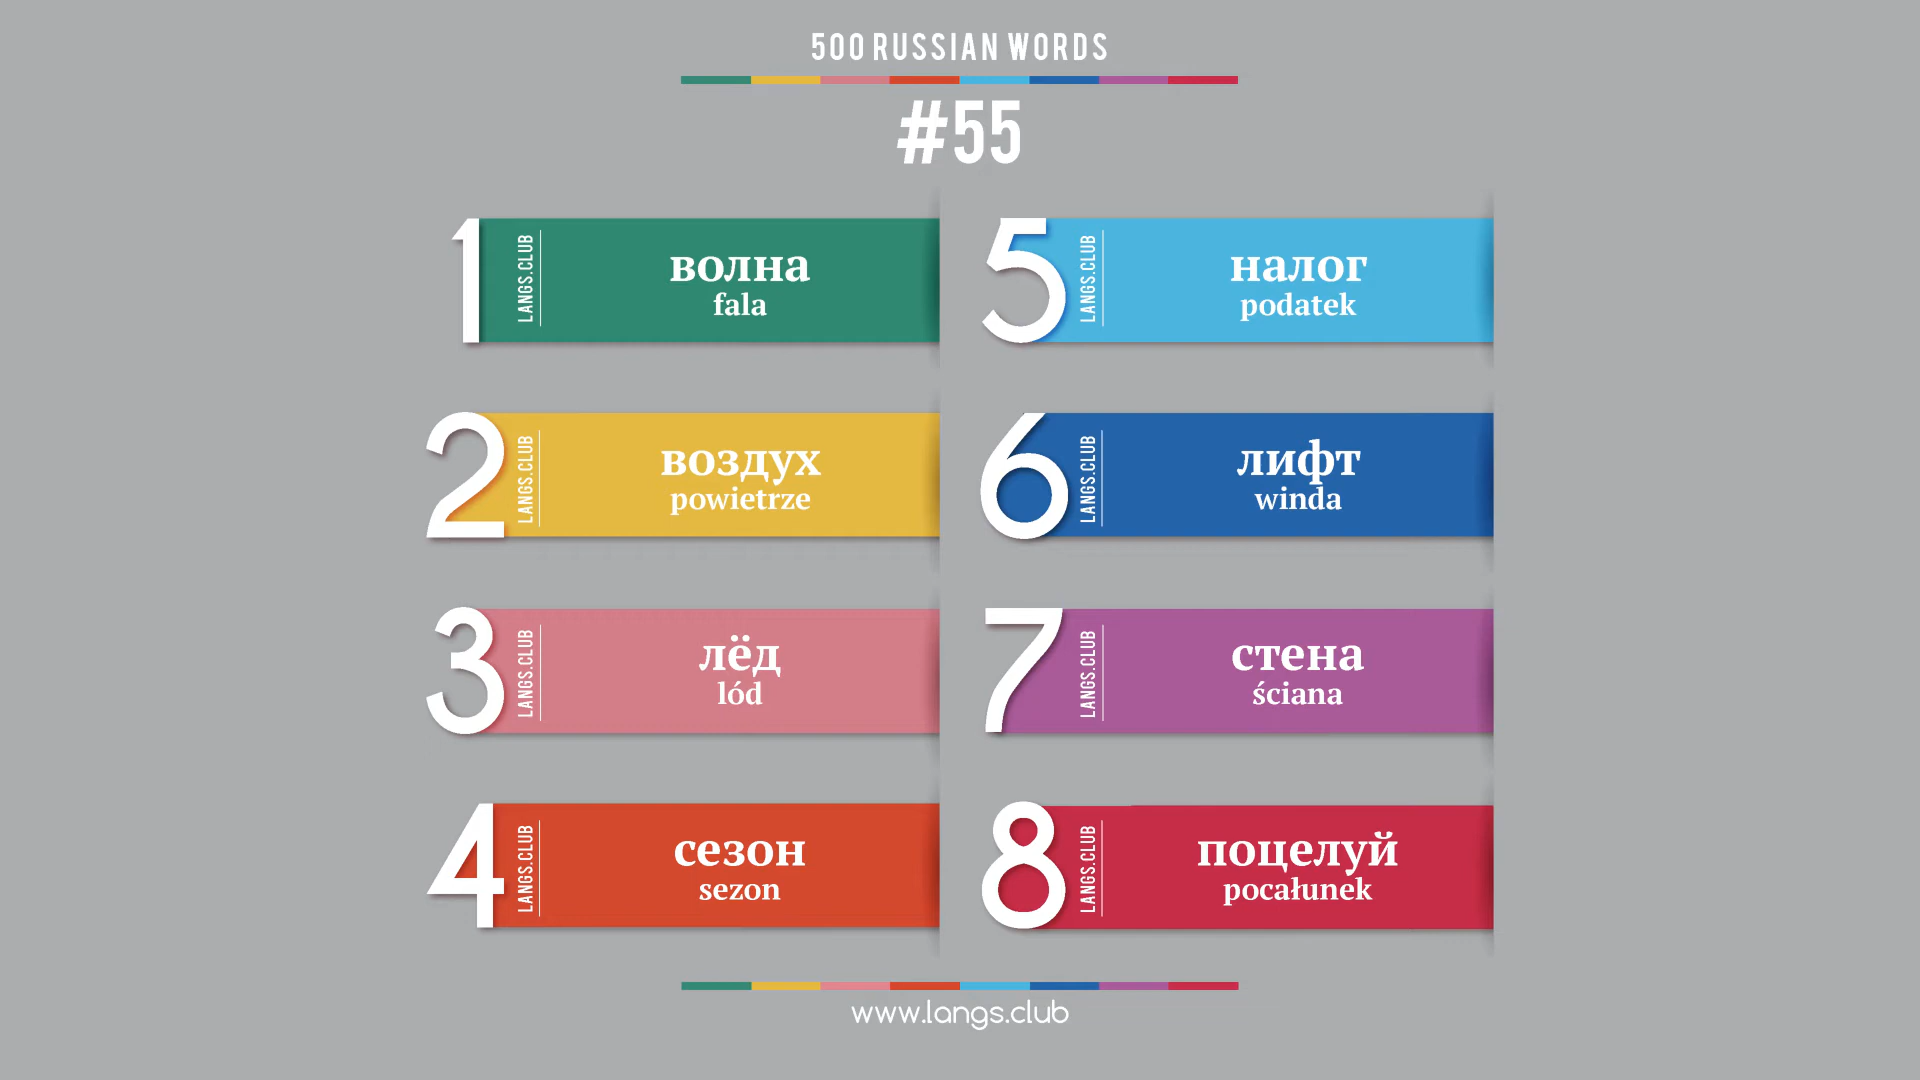 500 RUSSIAN WORDS
#55
1
LANGS.CLUB
волна
fala
2
LANGS.CLUB
воздух
powietrze
3
LANGS.CLUB
лёд
lód
4
LANGS.CLUB
сезон
sezon
5
LANGS.CLUB
налог
podatek
6
LANGS.CLUB
лифт
winda
7
LANGS.CLUB
стена
ściana
8
LANGS.CLUB
поцелуй
pocałunek
www.langs.club